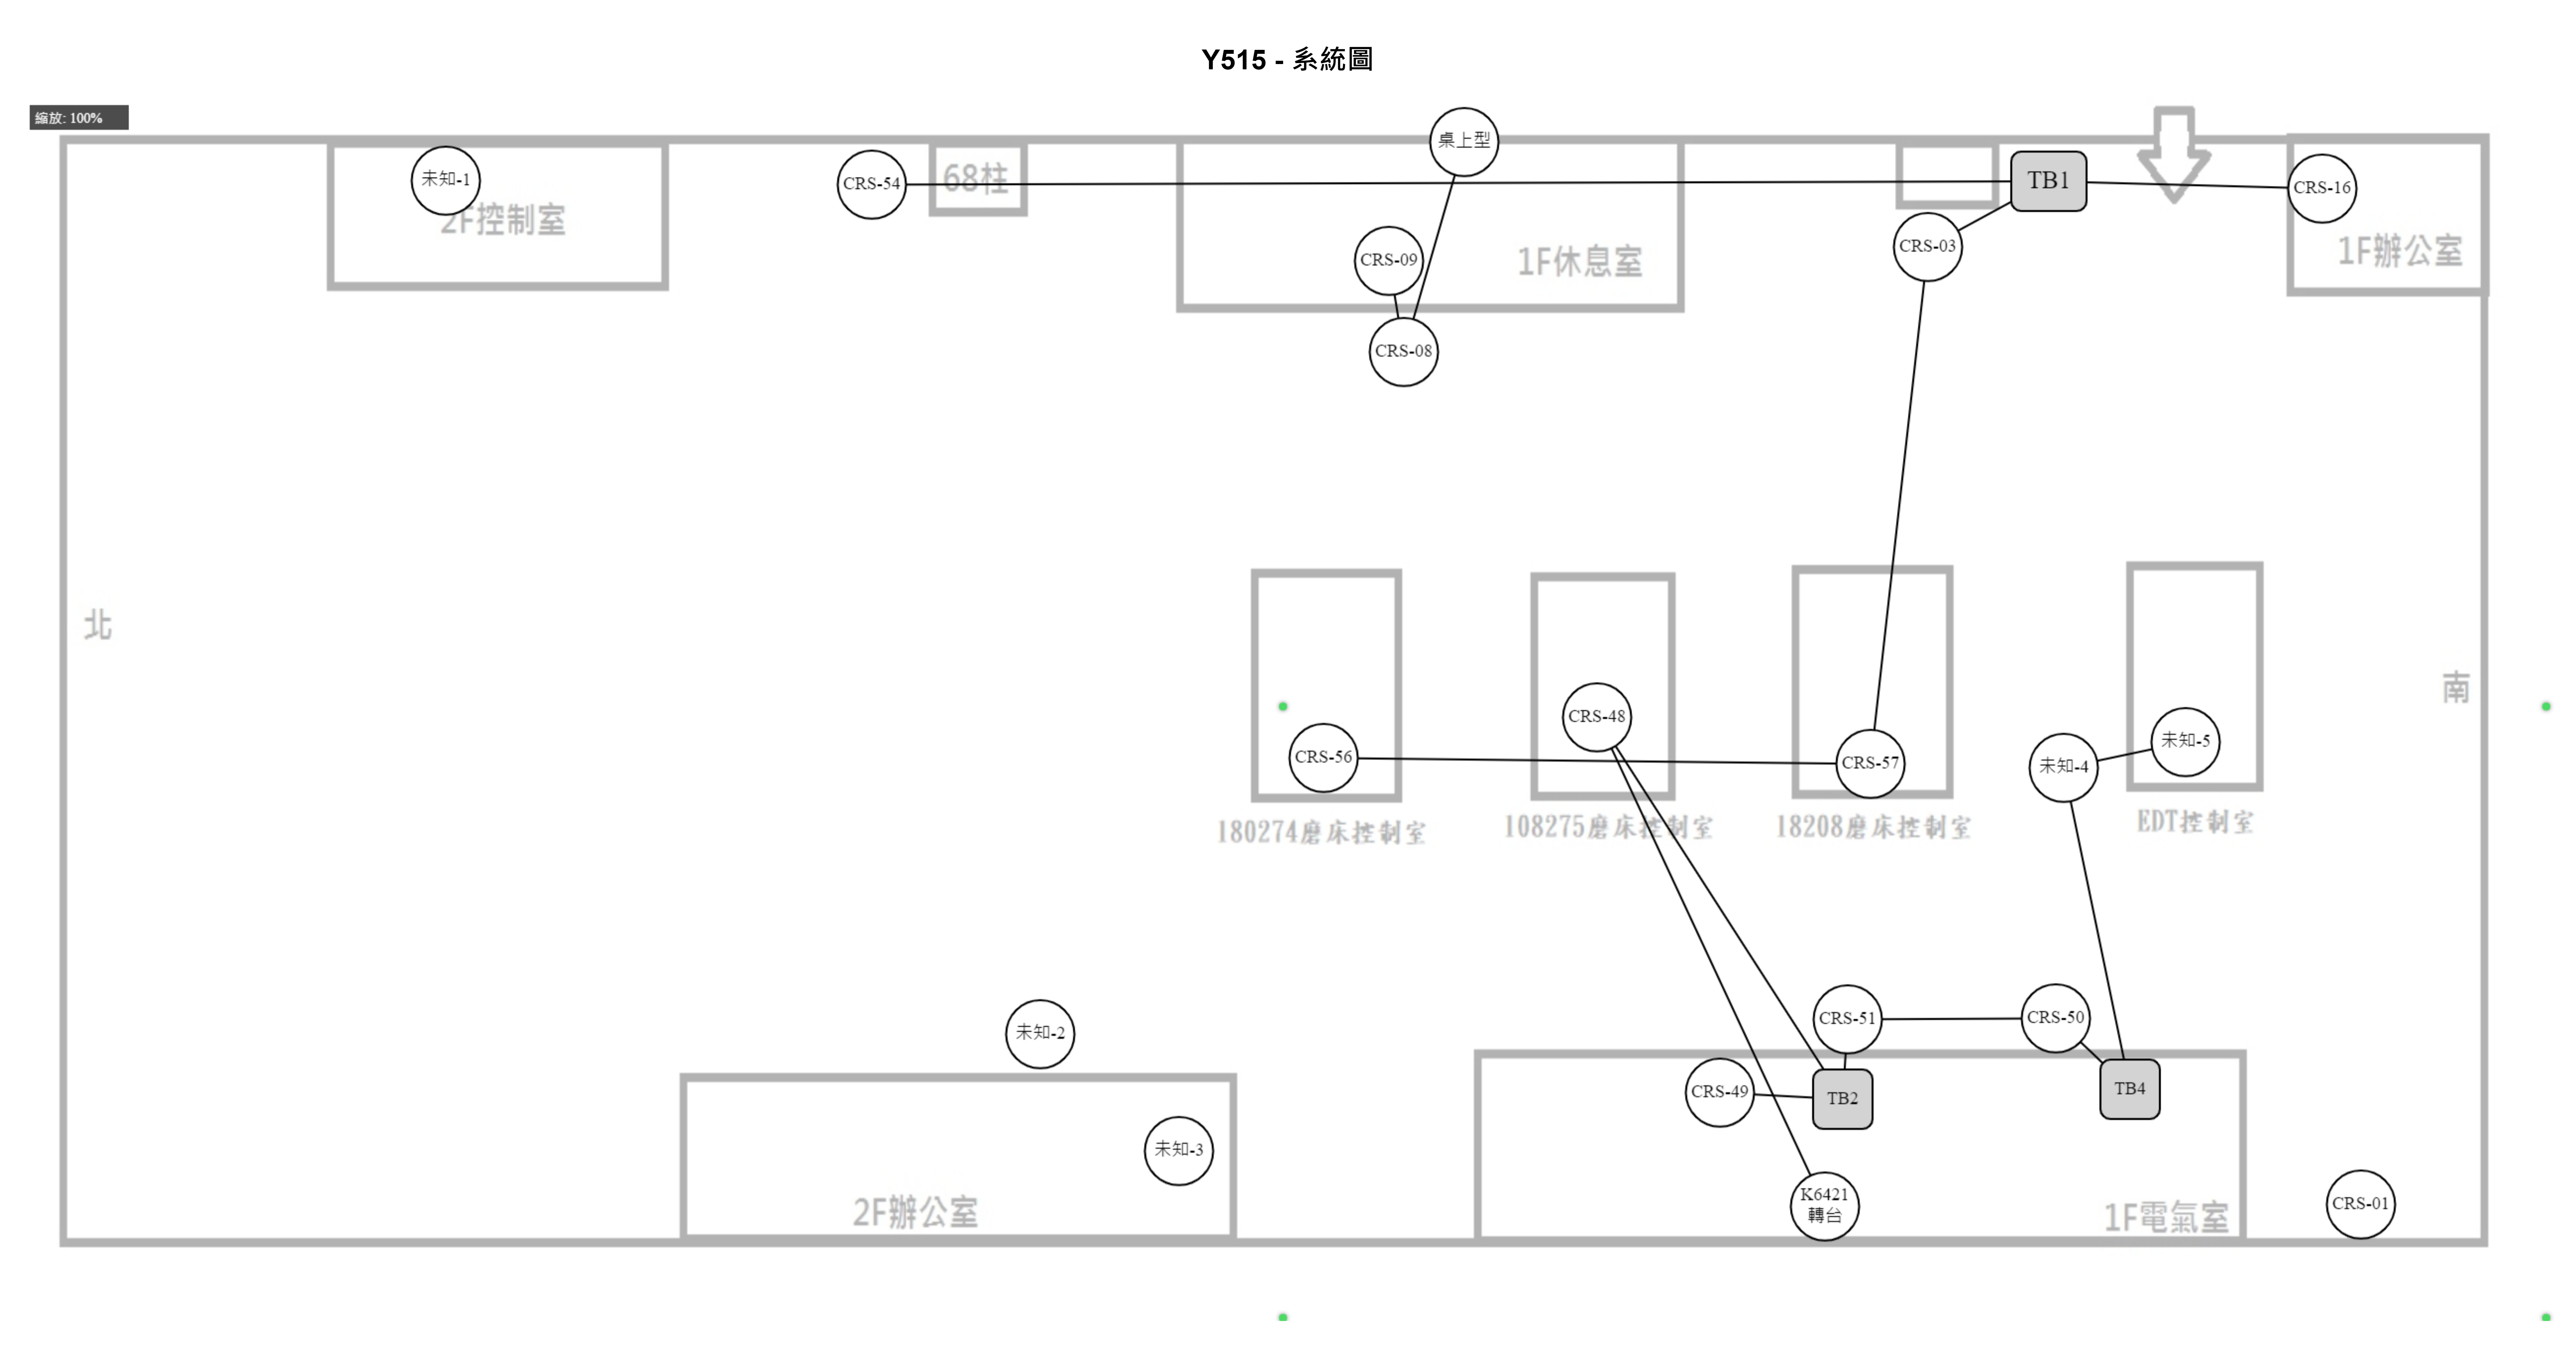 Y515 - 系統圖
縮放: 100%
桌上型
未知-1
CRS-54
68柱
TB1
CRS-16
2F控制室
CRS-03
CRS-09
1F休息室
1F辦公室
CRS-08
北
南
CRS-48
CRS-56
CRS-57
未知-4
未知-5
180274磨床控制室
108275磨床控制室
18208磨床控制室
EDT控制室
未知-2
CRS-51
CRS-50
CRS-49
TB2
TB4
未知-3
2F辦公室
K6421
轉台
1F電氣室
CRS-01